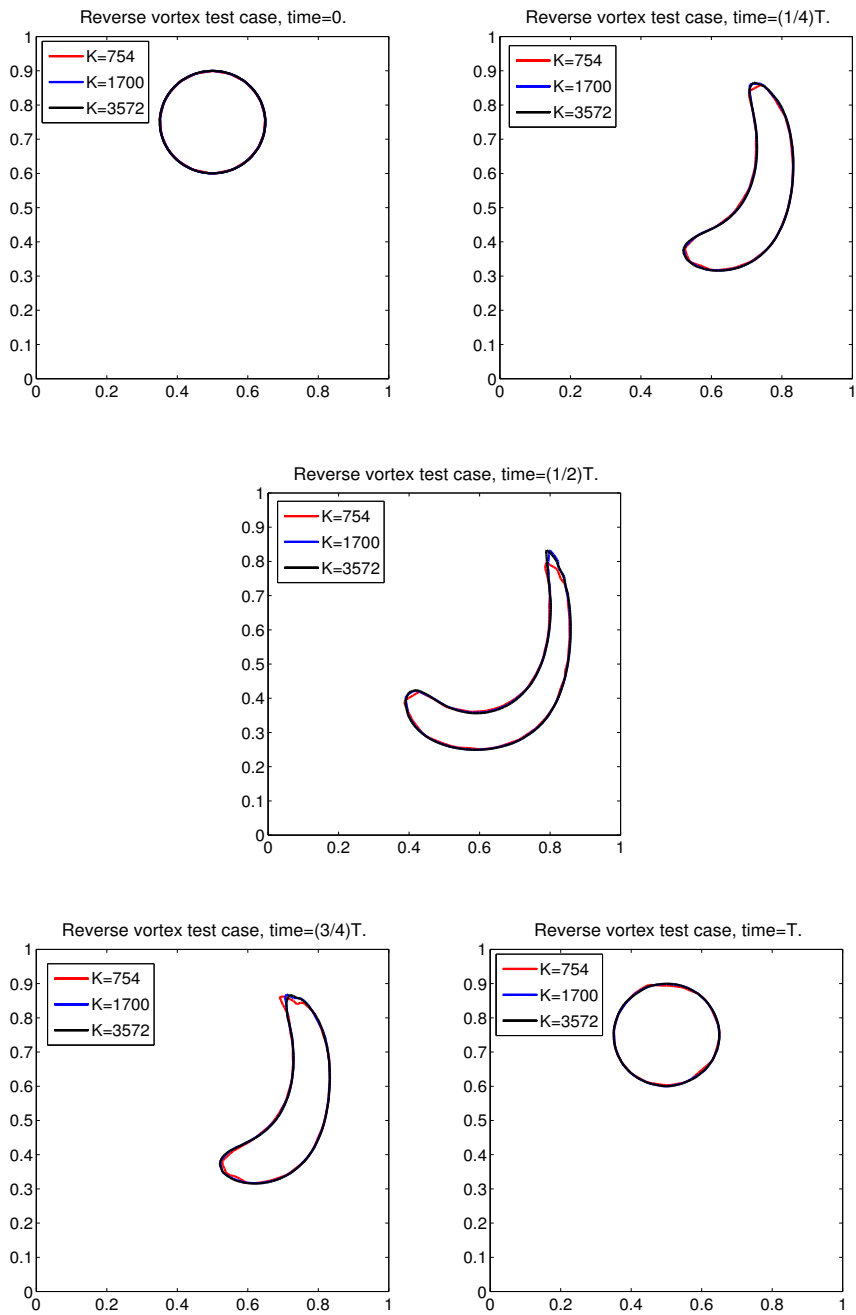 Reverse vortex test case, time=0.
1
0.9
0.8
0.7
0.6
0.5
0.4
0.3
0.2
0.1
0
0 0.2 0.4 0.6 0.8 1
K=754
K=1700
K=3572
Reverse vortex test case, time=(1/4)T.
1
0.9
0.8
0.7
0.6
0.5
0.4
0.3
0.2
0.1
0
0 0.2 0.4 0.6 0.8 1
K=754
K=1700
K=3572
Reverse vortex test case, time=(1/2)T.
1
0.9
0.8
0.7
0.6
0.5
0.4
0.3
0.2
0.1
0
0 0.2 0.4 0.6 0.8 1
K=754
K=1700
K=3572
Reverse vortex test case, time=(3/4)T.
1
0.9
0.8
0.7
0.6
0.5
0.4
0.3
0.2
0.1
0
0 0.2 0.4 0.6 0.8 1
K=754
K=1700
K=3572
Reverse vortex test case, time=T.
1
0.9
0.8
0.7
0.6
0.5
0.4
0.3
0.2
0.1
0
0 0.2 0.4 0.6 0.8 1
K=754
K=1700
K=3572